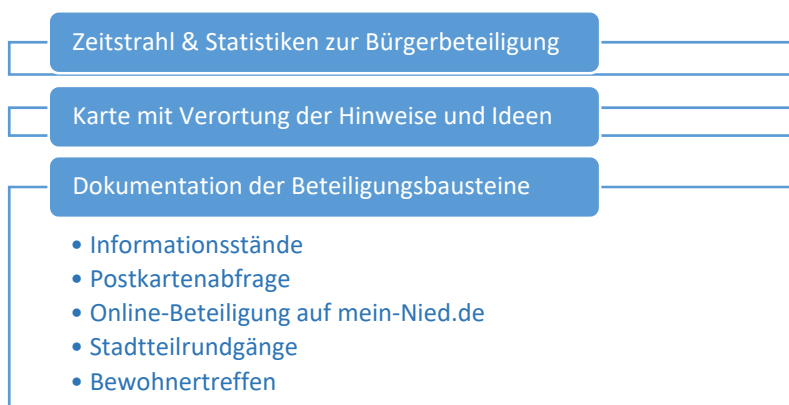 Zeitstrahl & Statistiken zur Bürgerbeteiligung
Karte mit Verortung der Hinweise und Ideen
Dokumentation der Beteiligungsbausteine
• Informationsstände
• Postkartenabfrage
• Online-Beteiligung auf mein-Nied.de
• Stadtteilrundgänge
• Bewohnertreffen